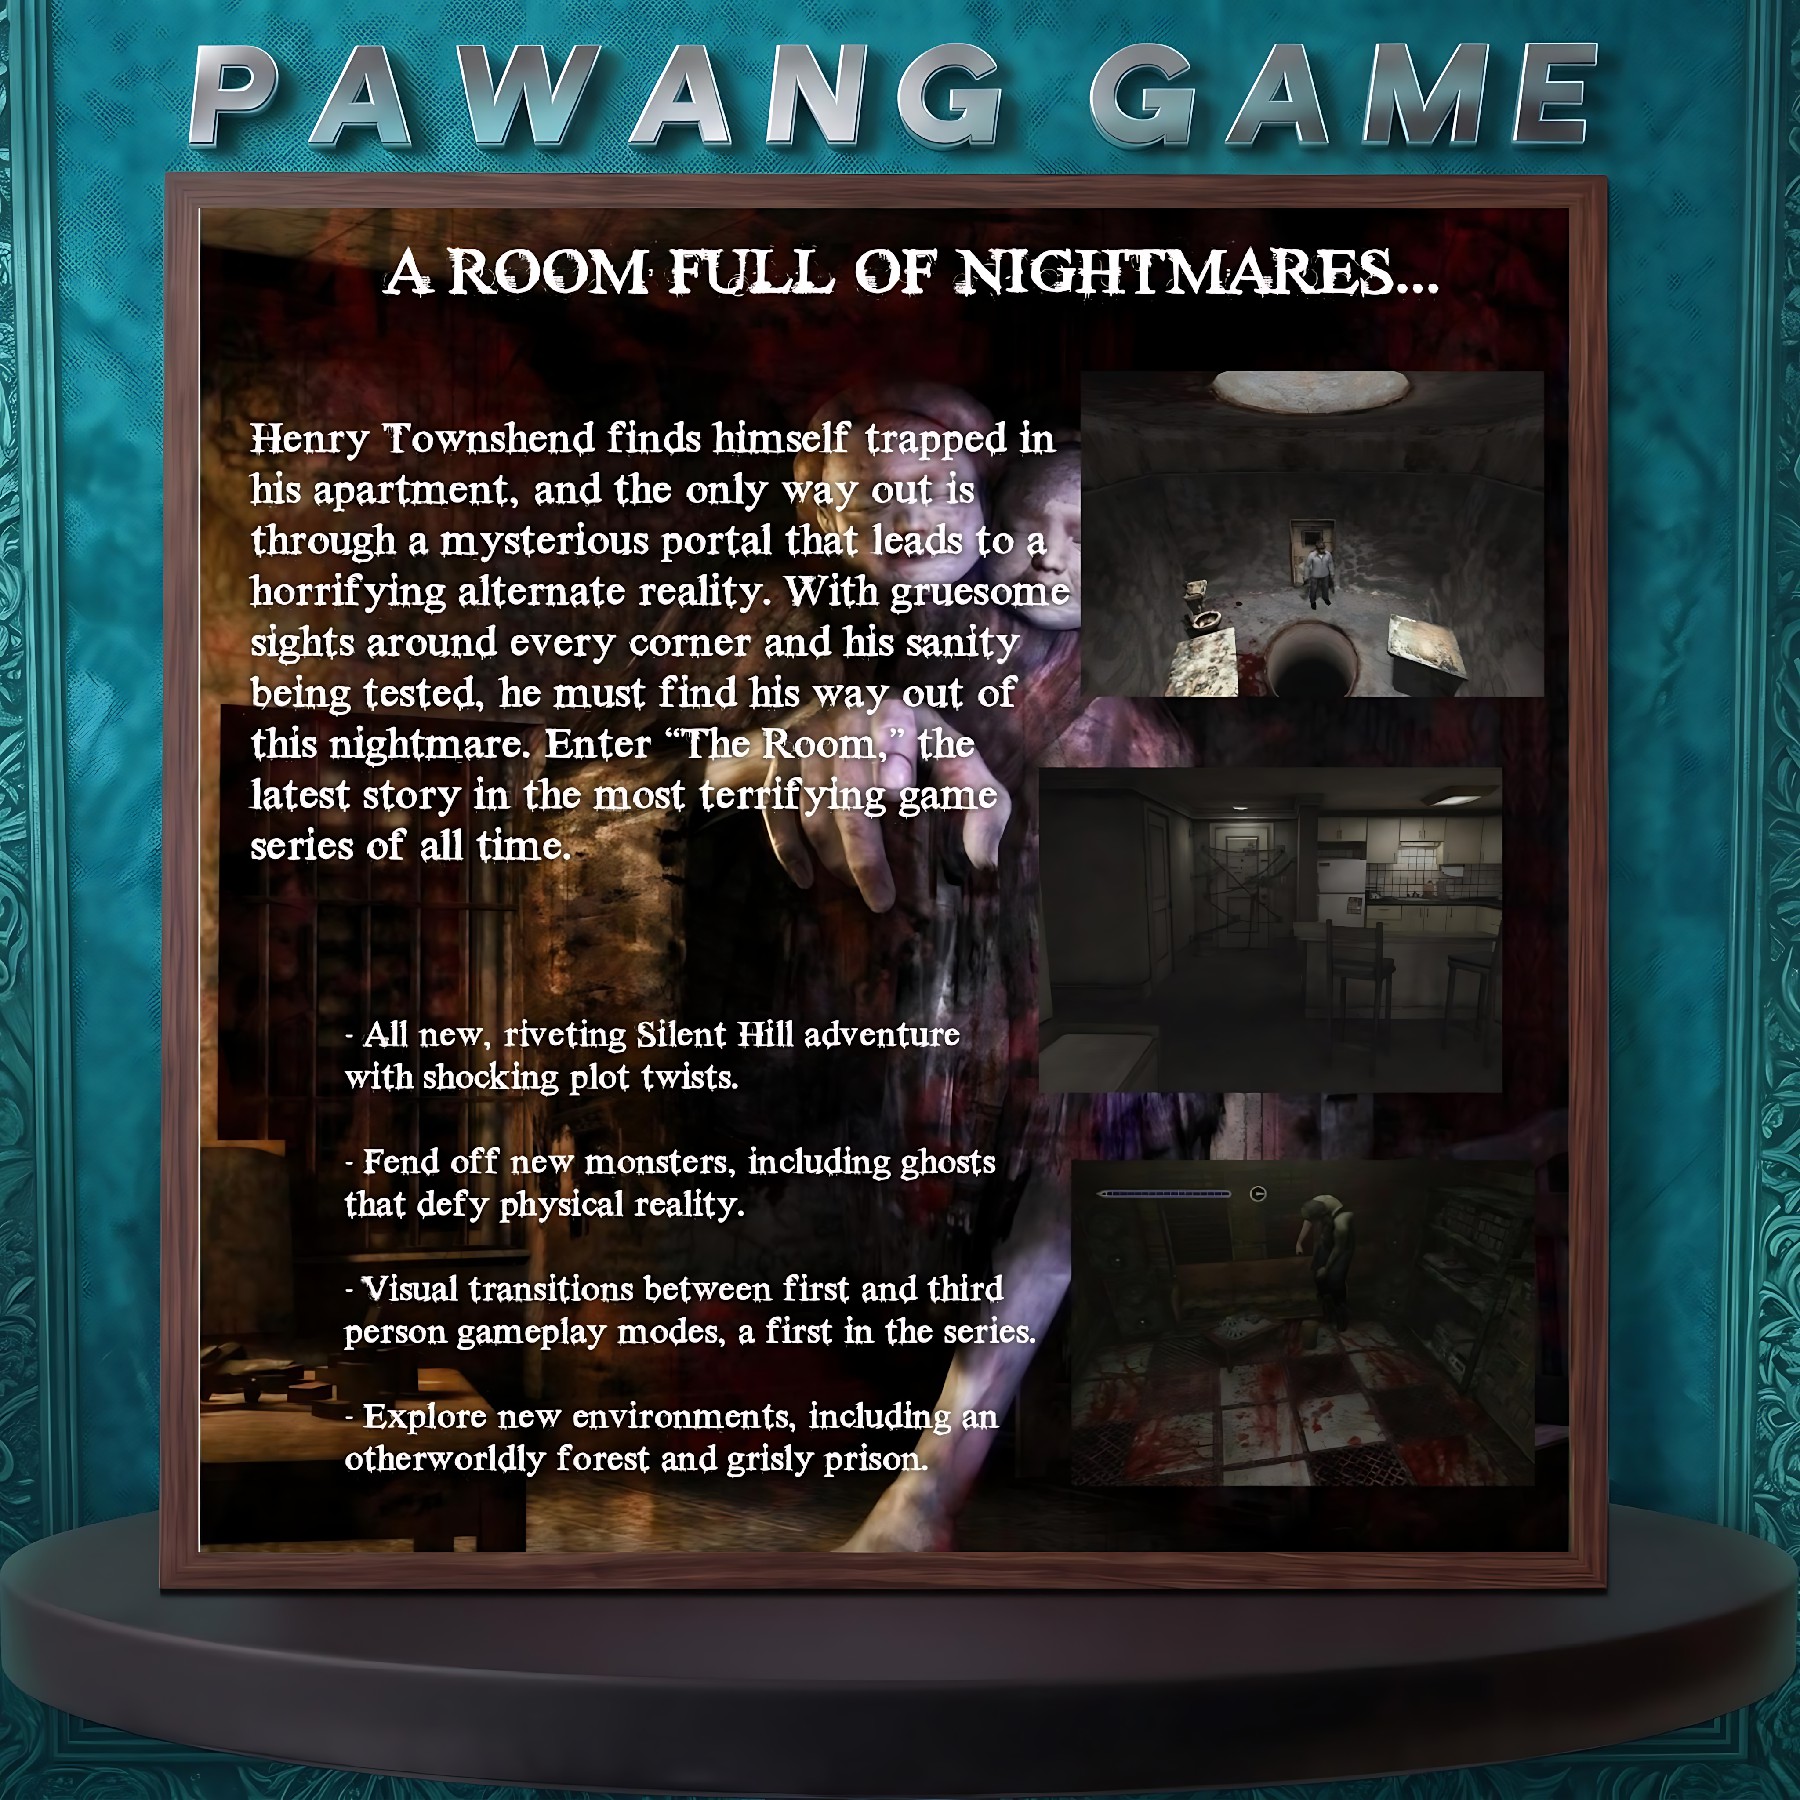 PAWANG GAME
A ROOM FULL OF NIGHTMARES...
Henry Townshend finds himself trapped in
his apartment, and the only way out is
through a mysterious portal that leads to a
horrifying alternate reality. With gruesome
sights around every corner and his sanity
being tested, he must find his way out of
this nightmare. Enter “The Room,” the
latest story in the most terrifying game
series of all time.
- All new, riveting Silent Hill adventure
with shocking plot twists.
- Fend off new monsters, including ghosts
that defy physical reality.
- Visual transitions between first and third
person gameplay modes, a first in the series.
- Explore new environments, including an
otherworldly forest and grisly prison.